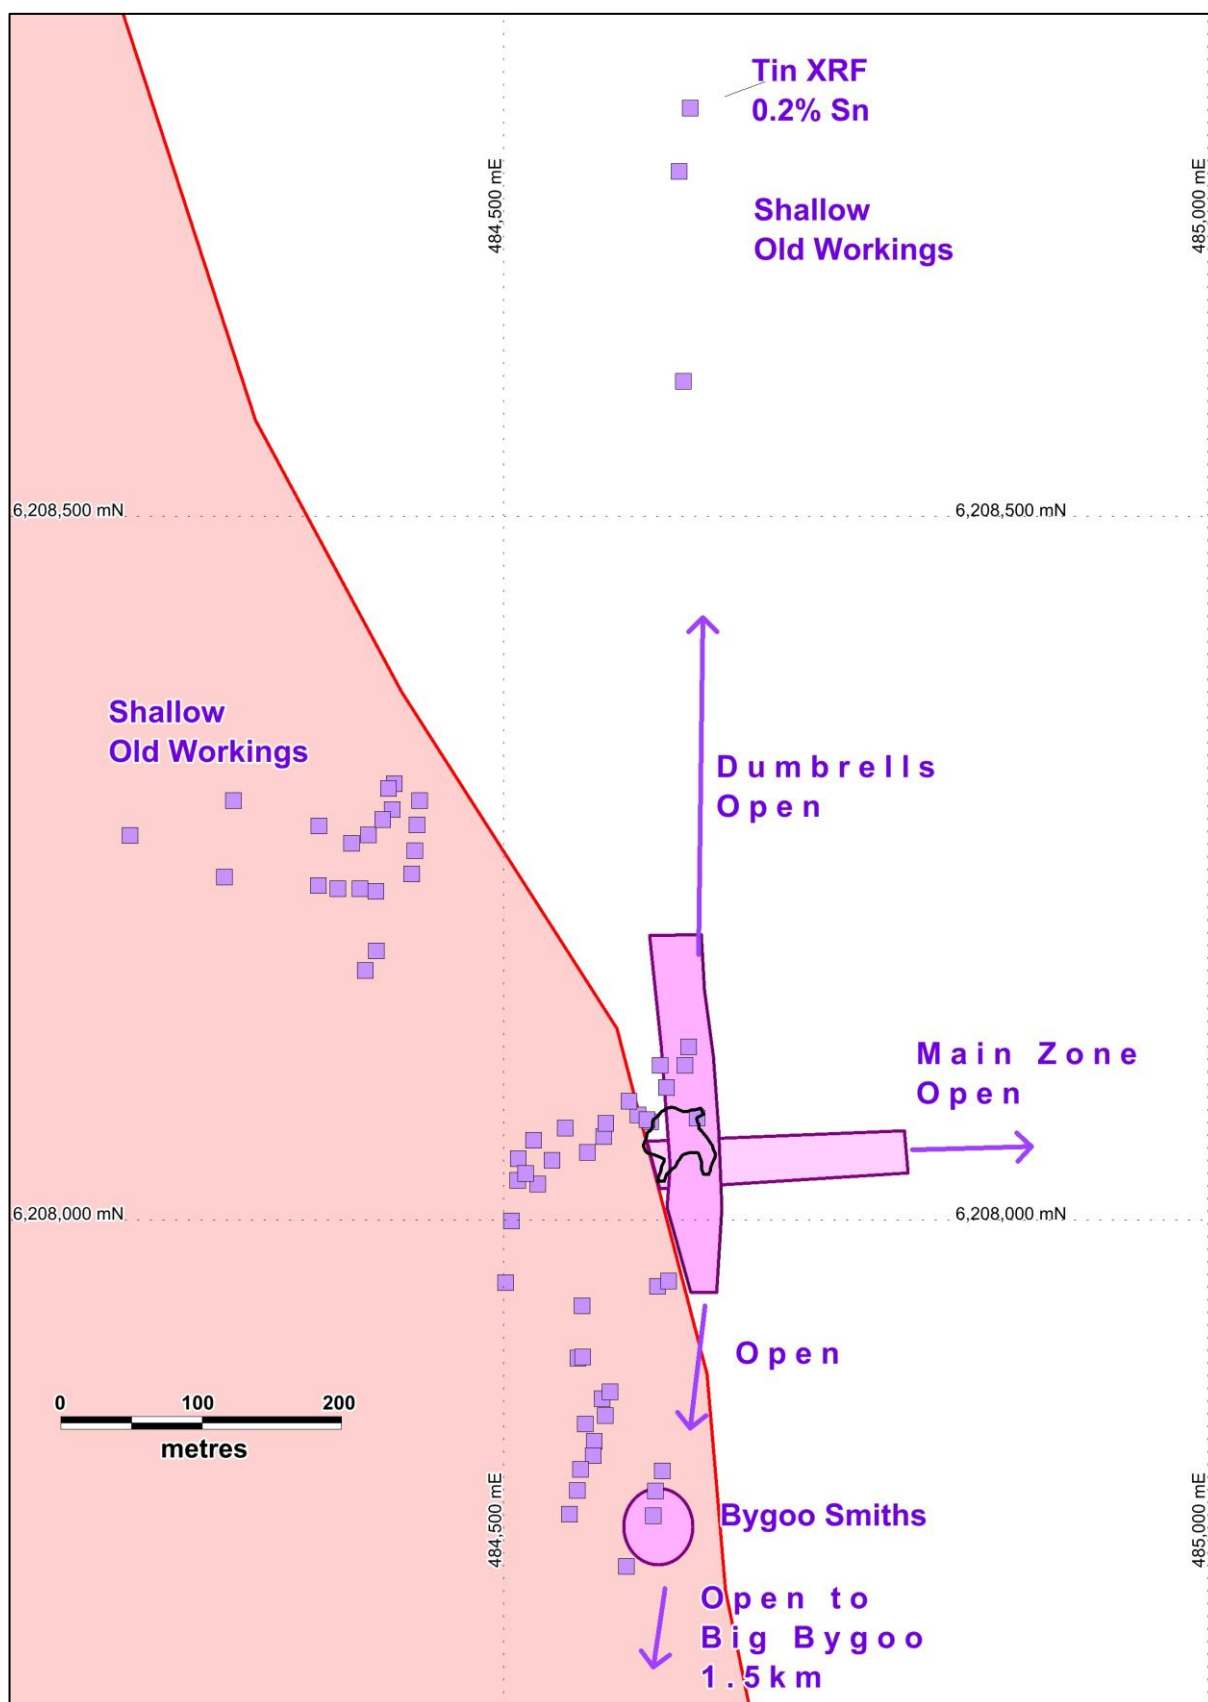 Tin XRF
0.2% Sn
484,500 mE
485,000 mE
Shallow
Old Workings
6,208,500 mN
6,208,500 mN
Shallow
Old Workings
Dumbrells
Open
Main Zone
Open
6,208,000 mN
6,208,000 mN
Open
0 100 200
metres
484,500 mE
485,000 mE
Bygoo Smiths
Open to
Big Bygoo
1.5km